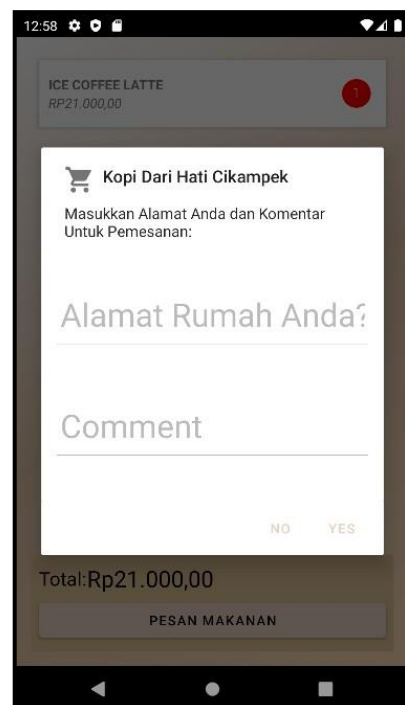 12:58
ICE COFFEE LATTE
RP21.000,00
1
Kopi Dari Hati Cikampek
Masukkan Alamat Anda dan Komentar
Untuk Pemesanan:
Alamat Rumah Anda?
Comment
NO YES
Total:Rp21.000,00
PESAN MAKANAN